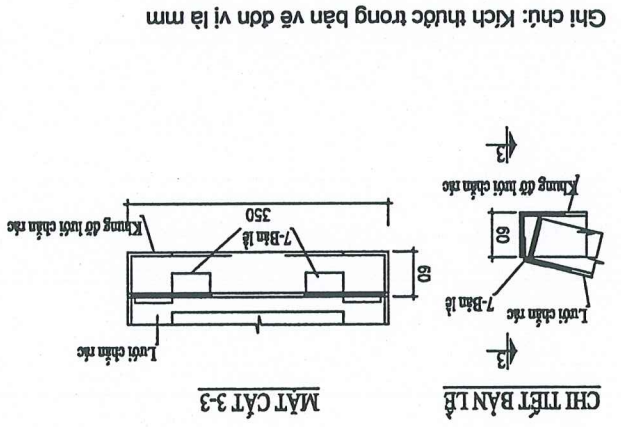 Ghi chú: Kích thước trong bản vẽ đơn vị là mm
3
Khung đỡ lưới chắn rác
60
7-Bản lề
Lưới chắn rác
3
CHI TIẾT BẢN LỀ
350
Khung đỡ lưới chắn rác
7-Bản lề
60
Lưới chắn rác
MẶT CẮT 3-3